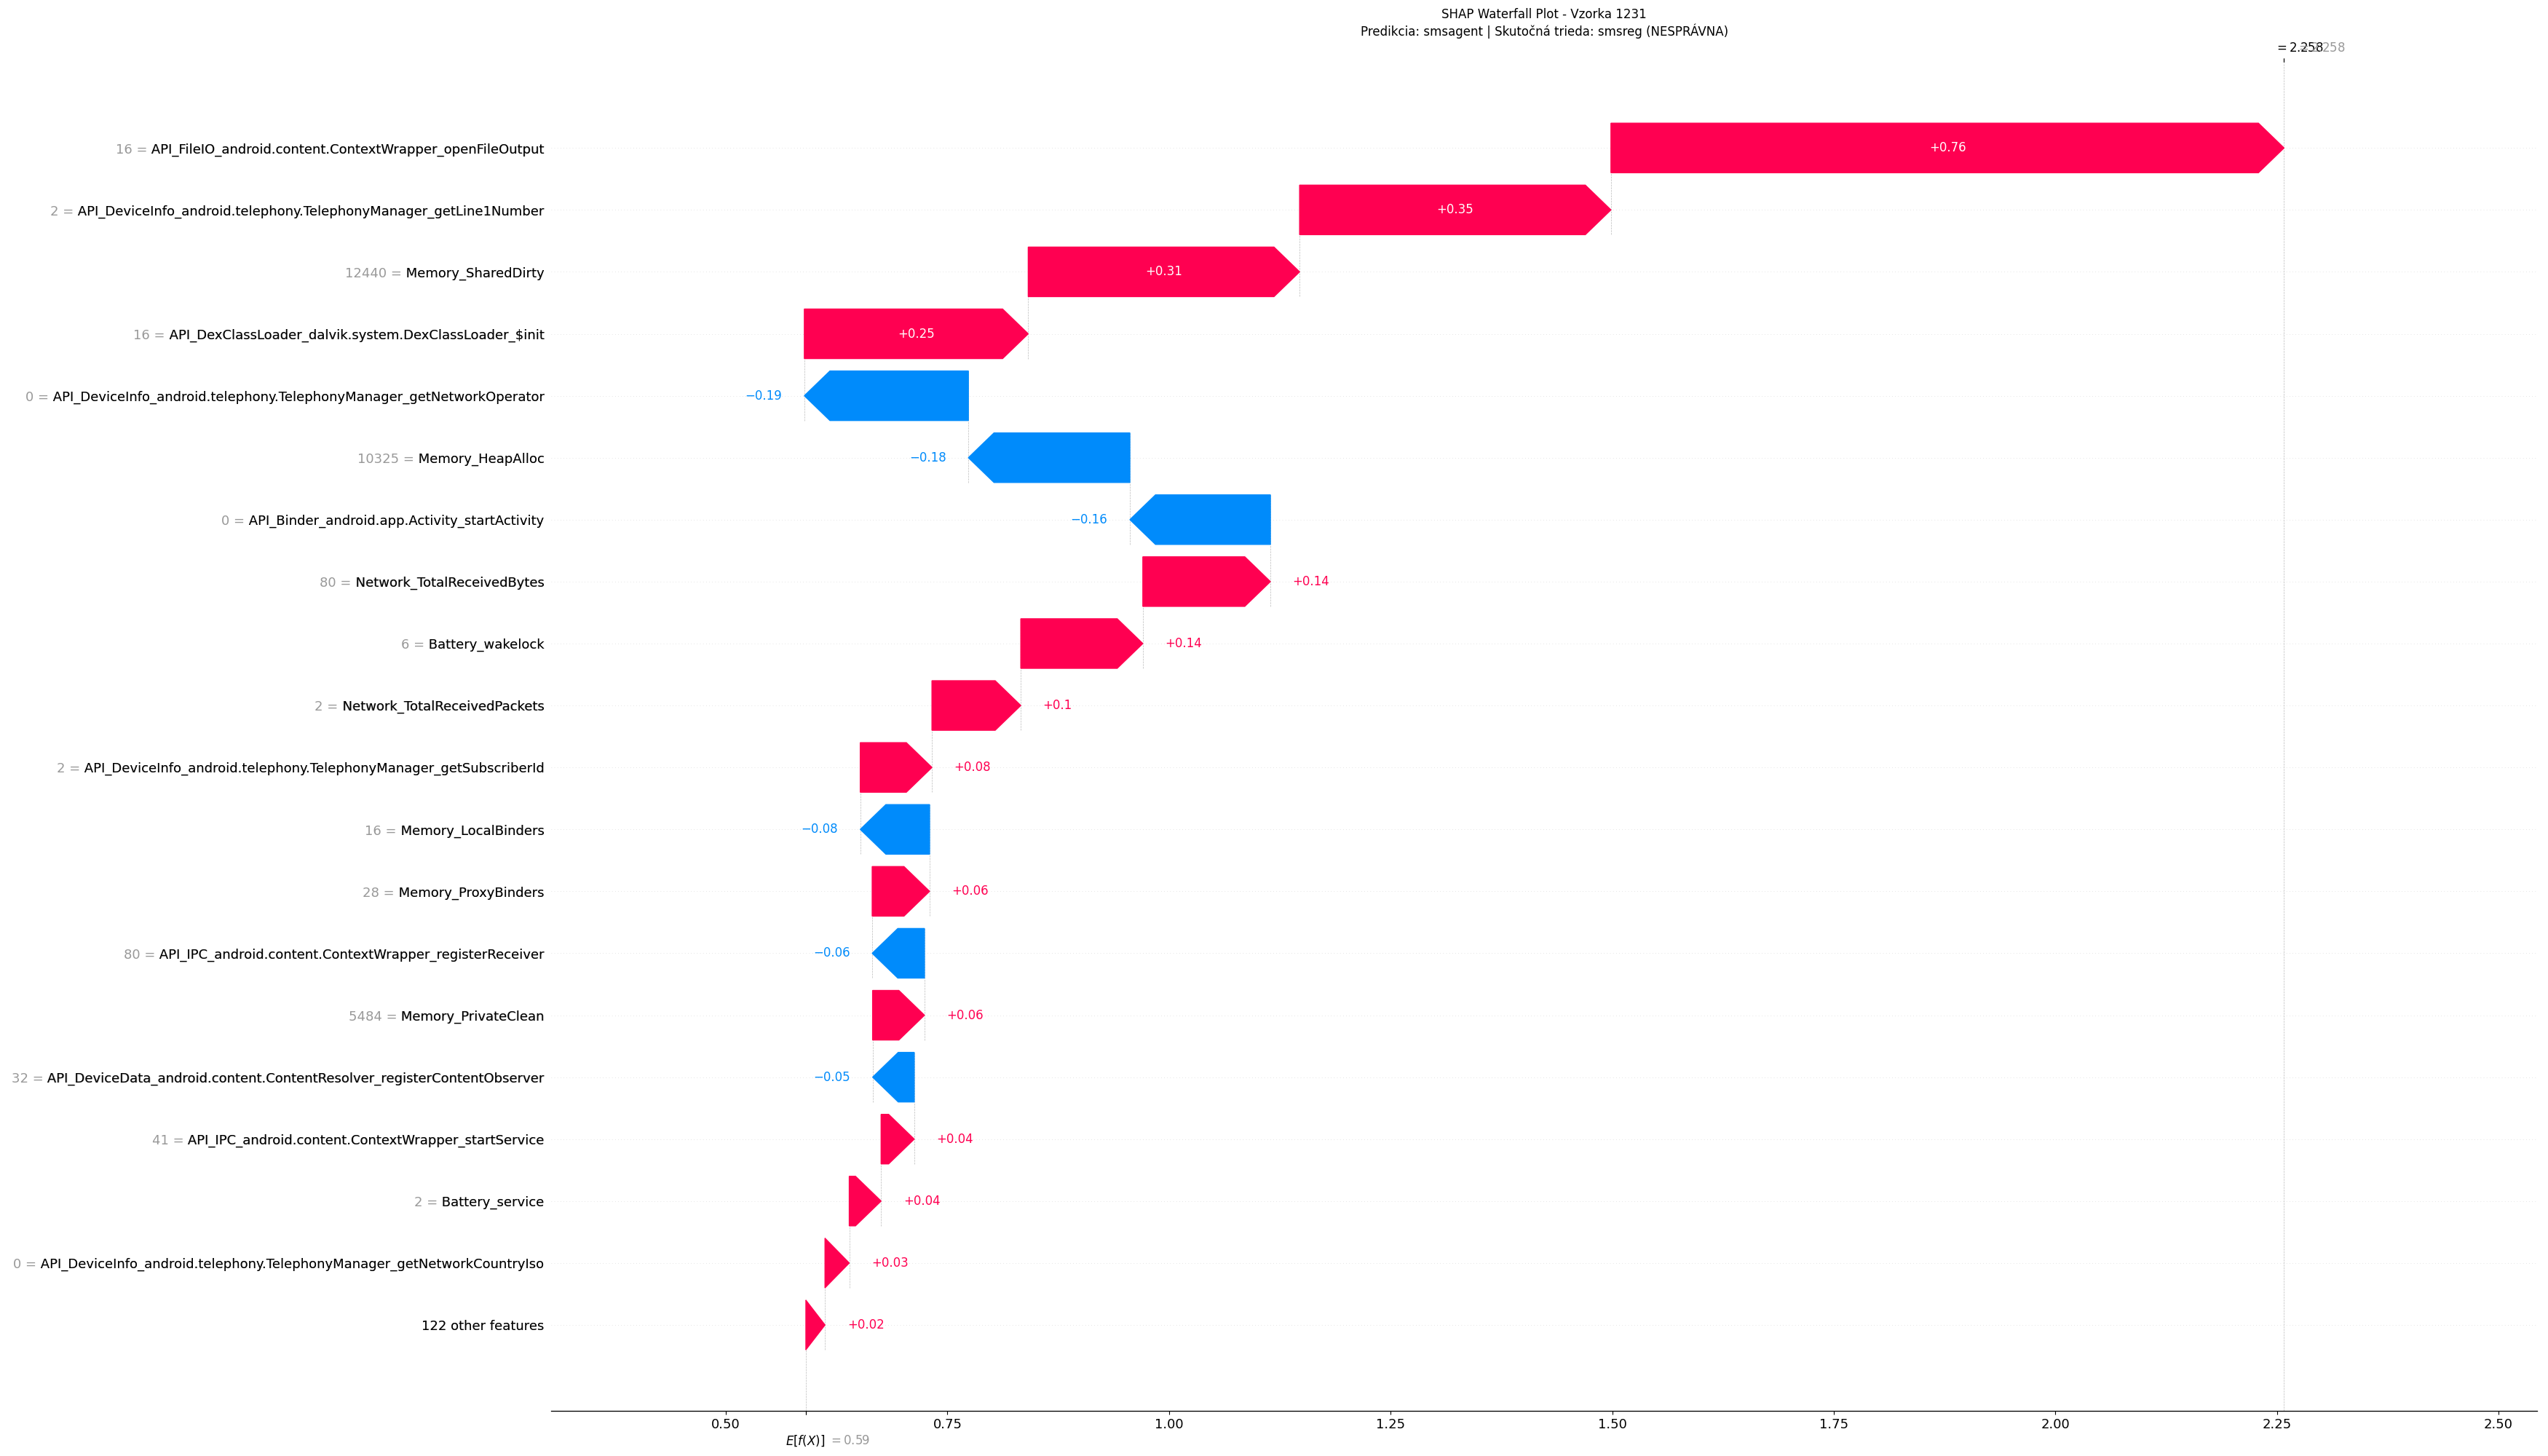 SHAP Waterfall Plot - Vzorka 1231
Predikcia: smsagent | Skutočná trieda: smsreg (NESPRÁVNA)
= 2.258
16 = API_FileIO_android.content.ContextWrapper_openFileOutput
+0.76
2 = API_DeviceInfo_android.telephony.TelephonyManager_getLine1Number
+0.35
12440 = Memory_SharedDirty
+0.31
16 = API_DexClassLoader_dalvik.system.DexClassLoader_$init
+0.25
0 = API_DeviceInfo_android.telephony.TelephonyManager_getNetworkOperator
−0.19
10325 = Memory_HeapAlloc
−0.18
0 = API_Binder_android.app.Activity_startActivity
−0.16
80 = Network_TotalReceivedBytes
+0.14
6 = Battery_wakelock
+0.14
2 = Network_TotalReceivedPackets
+0.1
2 = API_DeviceInfo_android.telephony.TelephonyManager_getSubscriberId
+0.08
16 = Memory_LocalBinders
−0.08
28 = Memory_ProxyBinders
+0.06
80 = API_IPC_android.content.ContextWrapper_registerReceiver
−0.06
5484 = Memory_PrivateClean
+0.06
32 = API_DeviceData_android.content.ContentResolver_registerContentObserver
−0.05
41 = API_IPC_android.content.ContextWrapper_startService
+0.04
2 = Battery_service
+0.04
0 = API_DeviceInfo_android.telephony.TelephonyManager_getNetworkCountryIso
+0.03
122 other features
+0.02
0.50 0.75 1.00 1.25 1.50 1.75 2.00 2.25 2.50
E[f(X)] = 0.59